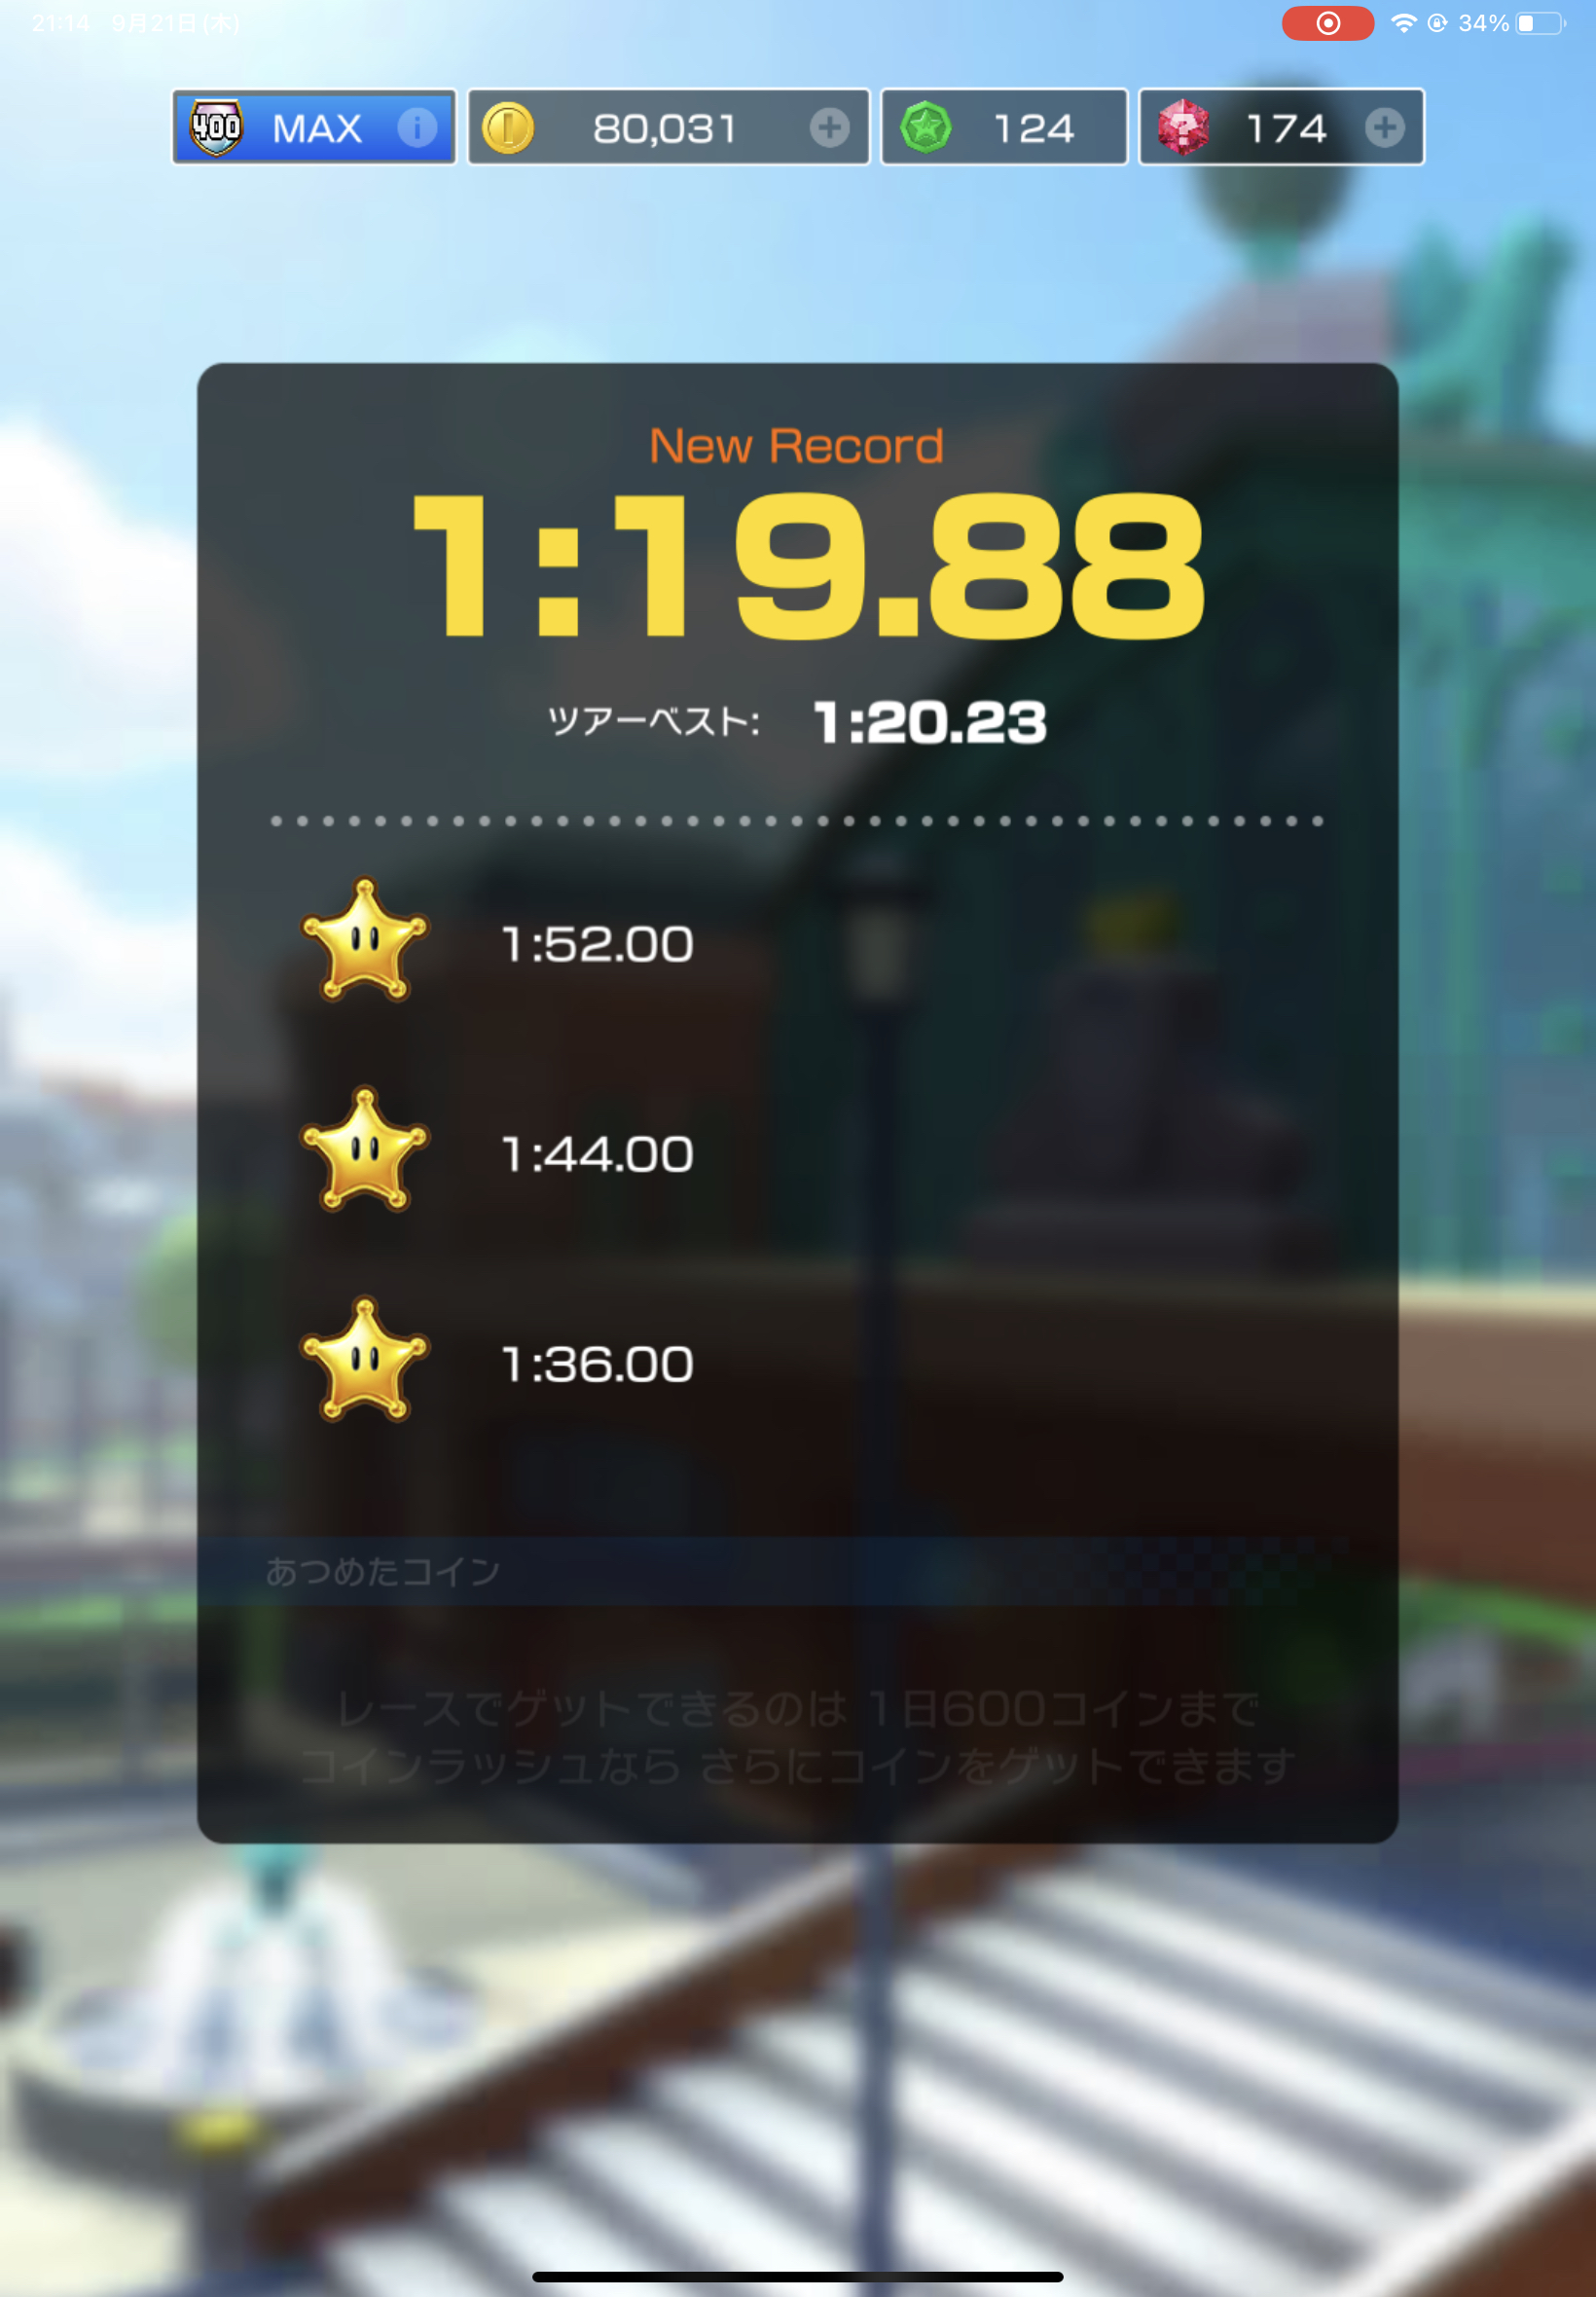 21:14 9月21日(木)
34%
400 MAX i 80,031 124 174
New Record
1:19.88
ツアーベスト: 1:20.23
1:52.00
1:44.00
1:36.00
あつめたコイン
レースでゲットできるのは 1日600コインまで
コインラッシュなら さらにコインをゲットできます